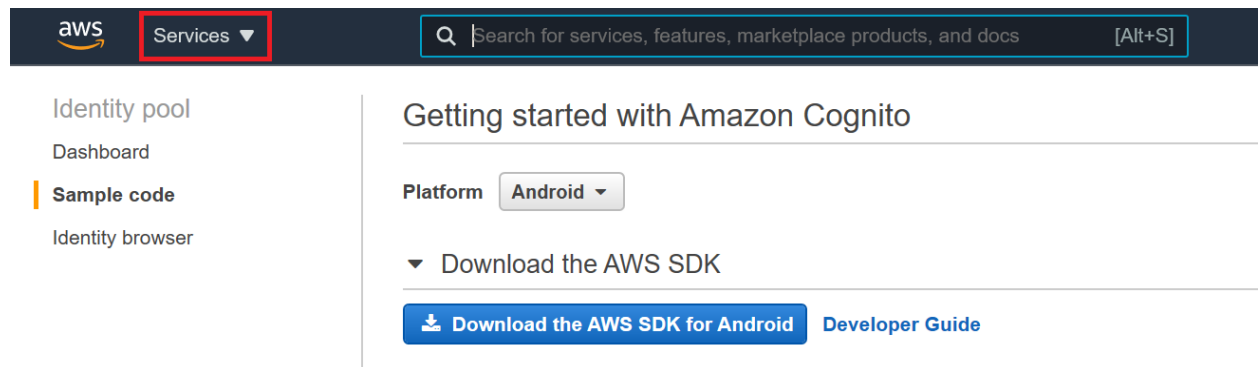 aws Services ▼ Search for services, features, marketplace products, and docs [Alt+S]
Identity pool
Dashboard
Sample code
Identity browser
Getting started with Amazon Cognito
Platform Android
Download the AWS SDK
Download the AWS SDK for Android Developer Guide